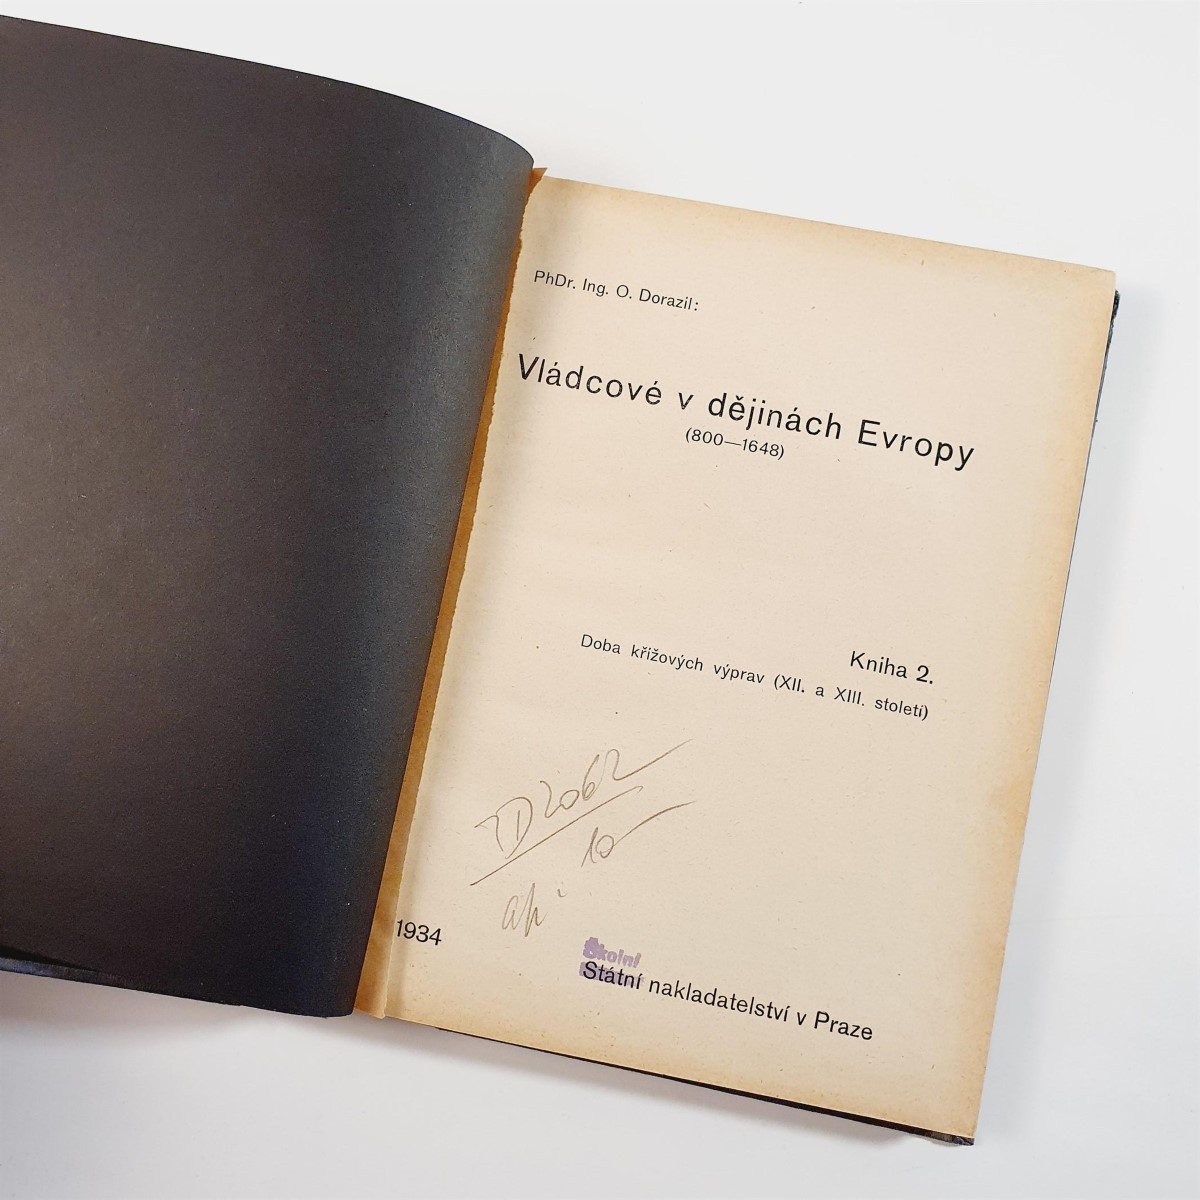 PhDr. Ing. O. Dorazil:
Vládcové v dějinách Evropy
(800—1648)
Kniha 2.
Doba křížových výprav (XII. a XIII. století)
10
1934
Školní
Státní nakladatelství v Praze